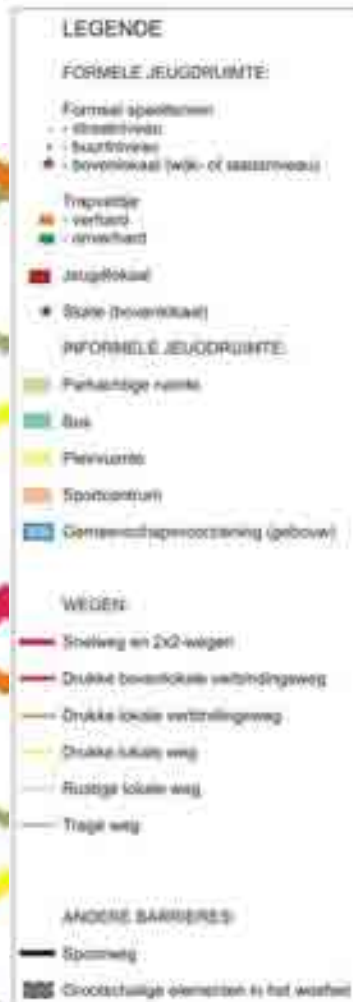 LEGENDE
FORMELE JEUGDRUIMTE:
Formeel speelterrein
- straatniveau
- buurtniveau
- bovenlokaal (wijk- of stadsniveau)
Trapveldje
- verhard
- onverhard
Jeugdlokaal
Skate (bovenlokaal)
INFORMELE JEUGDRUIMTE:
Parkachtige ruimte
Bos
Pleinruimte
Sportcentrum
Gemeenschapsvoorziening (gebouw)
WEGEN:
Snelweg en 2x2-wegen
Drukke bovenlokale verbindingsweg
Drukke lokale verbindingsweg
Drukke lokale weg
Rustige lokale weg
Trage weg
ANDERE BARRIERES:
Spoorweg
Grootschalige elementen in het weefsel